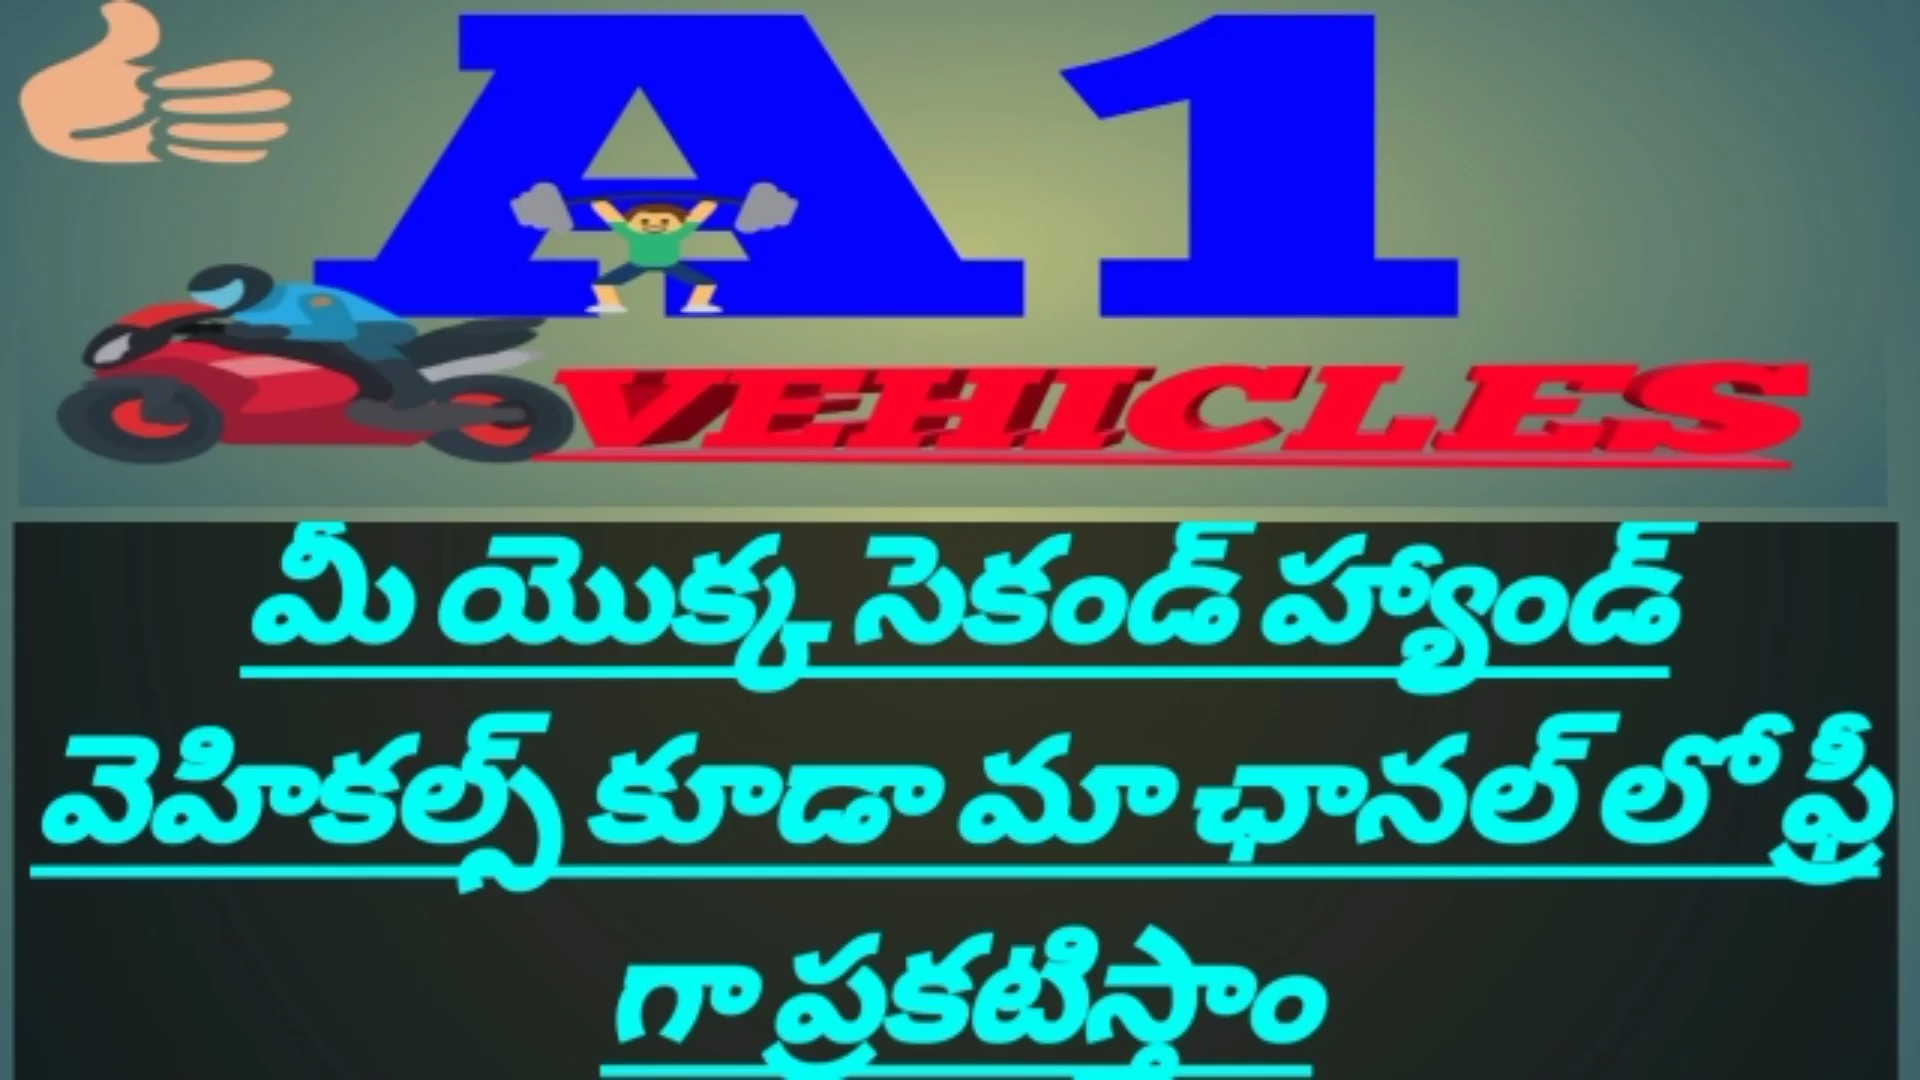 A1
VEHICLES
మీ యొక్క సెకండ్ హ్యాండ్
వెహికల్స్ కూడా మా ఛానల్ లో ఫ్రీ
గా ప్రకటిస్తాం